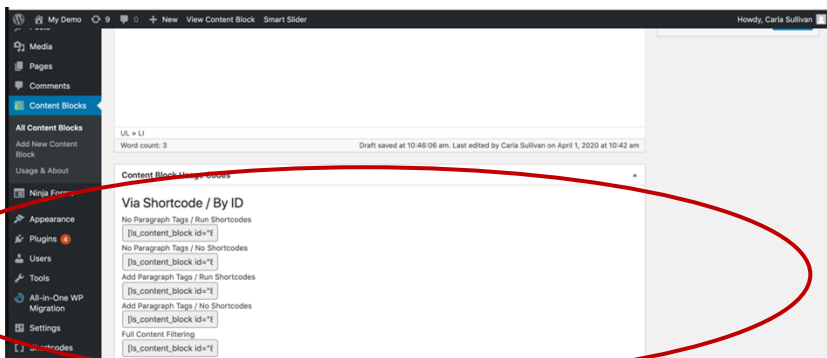 My Demo 9 0 + New View Content Block Smart Slider Howdy, Carla Sullivan
Media
Pages
Comments
Content Blocks
All Content Blocks
Add New Content
Block
Usage & About
Ninja Forms
Appearance
Plugins 4
Users
Tools
All-in-One WP
Migration
Settings
[ ] Shortcodes
UL » LI
Word count: 3 Draft saved at 10:46:06 am. Last edited by Carla Sullivan on April 1, 2020 at 10:42 am
Content Block Usage Codes
Via Shortcode / By ID
No Paragraph Tags / Run Shortcodes
[ls_content_block id="
No Paragraph Tags / No Shortcodes
[ls_content_block id="
Add Paragraph Tags / Run Shortcodes
[ls_content_block id="
Add Paragraph Tags / No Shortcodes
[ls_content_block id="
Full Content Filtering
[ls_content_block id="